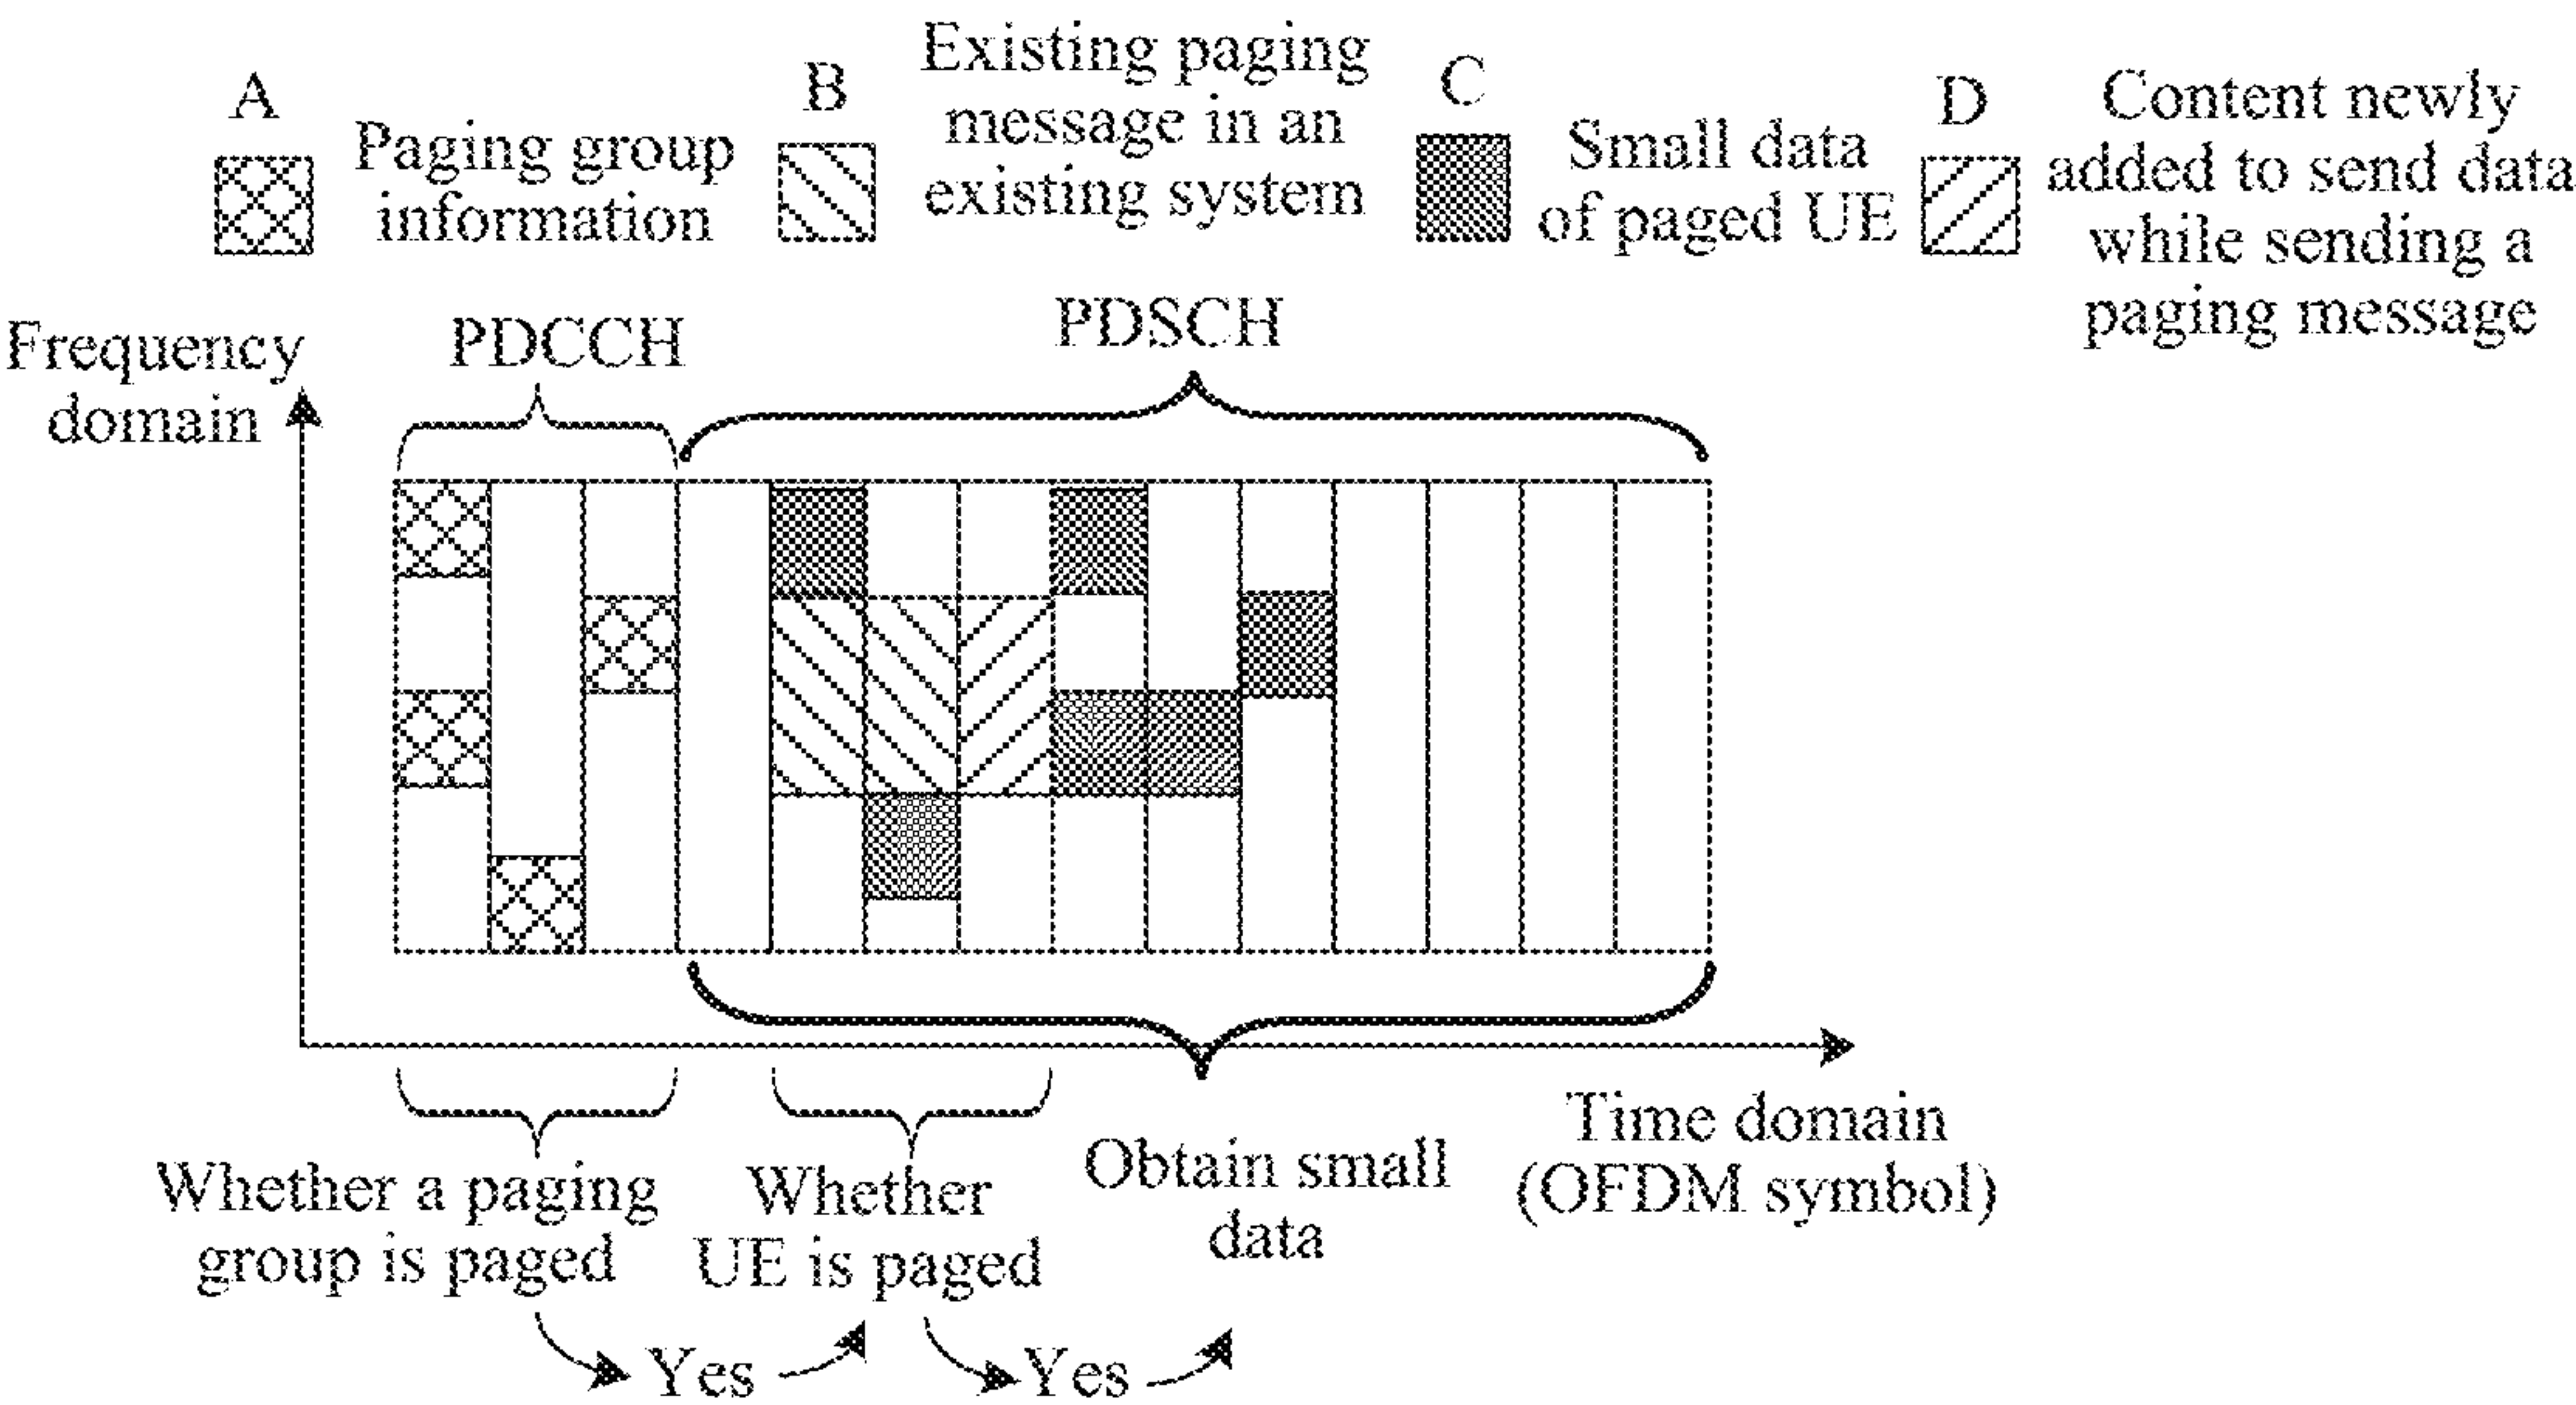 A
Paging group
information
B
Existing paging
message in an
existing system
C
Small data
of paged UE
D
Content newly
added to send data
while sending a
paging message
Frequency
domain
PDCCH
PDSCH
Whether a paging
group is paged
Whether
UE is paged
Obtain small
data
Time domain
(OFDM symbol)
Yes
Yes